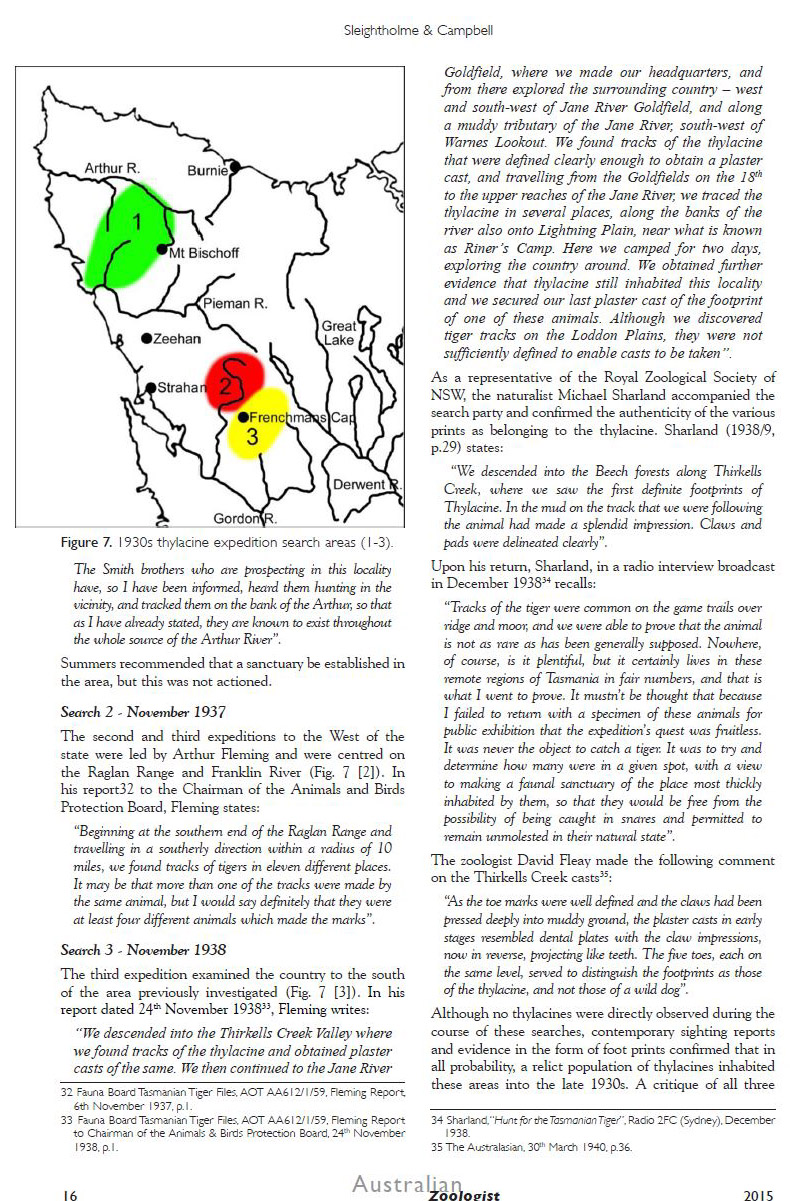 Sleightholme & Campbell
Arthur R.
Burnie
1
Mt Bischoff
Pieman R.
Great
Lake
Zeehan
Strahan
2
Frenchmans Cap
3
Derwent R.
Gordon R.
Figure 7. 1930s thylacine expedition search areas (1-3).
The Smith brothers who are prospecting in this locality
have, so I have been informed, heard them hunting in the
vicinity, and tracked them on the bank of the Arthur, so that
as I have already stated, they are known to exist throughout
the whole source of the Arthur River”.
Summers recommended that a sanctuary be established in
the area, but this was not actioned.
Search 2 - November 1937
The second and third expeditions to the West of the
state were led by Arthur Fleming and were centred on
the Raglan Range and Franklin River (Fig. 7 [2]). In
his report32 to the Chairman of the Animals and Birds
Protection Board, Fleming states:
“Beginning at the southern end of the Raglan Range and
travelling in a southerly direction within a radius of 10
miles, we found tracks of tigers in eleven different places.
It may be that more than one of the tracks were made by
the same animal, but I would say definitely that they were
at least four different animals which made the marks”.
Search 3 - November 1938
The third expedition examined the country to the south
of the area previously investigated (Fig. 7 [3]). In his
report dated 24th November 193833, Fleming writes:
“We descended into the Thirkells Creek Valley where
we found tracks of the thylacine and obtained plaster
casts of the same. We then continued to the Jane River
32 Fauna Board Tasmanian Tiger Files, AOT AA612/1/59, Fleming Report,
6th November 1937, p.1.
33 Fauna Board Tasmanian Tiger Files, AOT AA612/1/59, Fleming Report
to Chairman of the Animals & Birds Protection Board, 24th November
1938, p.1.
Goldfield, where we made our headquarters, and
from there explored the surrounding country – west
and south-west of Jane River Goldfield, and along
a muddy tributary of the Jane River, south-west of
Warnes Lookout. We found tracks of the thylacine
that were defined clearly enough to obtain a plaster
cast, and travelling from the Goldfields on the 18th
to the upper reaches of the Jane River, we traced the
thylacine in several places, along the banks of the
river also onto Lightning Plain, near what is known
as Riner’s Camp. Here we camped for two days,
exploring the country around. We obtained further
evidence that thylacine still inhabited this locality
and we secured our last plaster cast of the footprint
of one of these animals. Although we discovered
tiger tracks on the Loddon Plains, they were not
sufficiently defined to enable casts to be taken”.
As a representative of the Royal Zoological Society of
NSW, the naturalist Michael Sharland accompanied the
search party and confirmed the authenticity of the various
prints as belonging to the thylacine. Sharland (1938/9,
p.29) states:
“We descended into the Beech forests along Thirkells
Creek, where we saw the first definite footprints of
Thylacine. In the mud on the track that we were following
the animal had made a splendid impression. Claws and
pads were delineated clearly”.
Upon his return, Sharland, in a radio interview broadcast
in December 193834 recalls:
“Tracks of the tiger were common on the game trails over
ridge and moor, and we were able to prove that the animal
is not as rare as has been generally supposed. Nowhere,
of course, is it plentiful, but it certainly lives in these
remote regions of Tasmania in fair numbers, and that is
what I went to prove. It mustn’t be thought that because
I failed to return with a specimen of these animals for
public exhibition that the expedition’s quest was fruitless.
It was never the object to catch a tiger. It was to try and
determine how many were in a given spot, with a view
to making a faunal sanctuary of the place most thickly
inhabited by them, so that they would be free from the
possibility of being caught in snares and permitted to
remain unmolested in their natural state”.
The zoologist David Fleay made the following comment
on the Thirkells Creek casts35:
“As the toe marks were well defined and the claws had been
pressed deeply into muddy ground, the plaster casts in early
stages resembled dental plates with the claw impressions,
now in reverse, projecting like teeth. The five toes, each on
the same level, served to distinguish the footprints as those
of the thylacine, and not those of a wild dog”.
Although no thylacines were directly observed during the
course of these searches, contemporary sighting reports
and evidence in the form of foot prints confirmed that in
all probability, a relict population of thylacines inhabited
these areas into the late 1930s. A critique of all three
34 Sharland,“Hunt for the Tasmanian Tiger”, Radio 2FC (Sydney), December
1938.
35 The Australasian, 30th March 1940, p.36.
16
Australian
Zoologist
2015